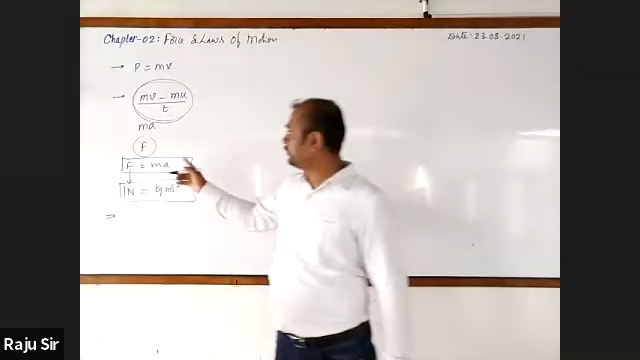 Chapter-02: Force & Laws Of Motion
Date: 23.08.2021
→ P = mv
→ mv - mu
t
ma
F
F = ma
1N = kg ms⁻²
⇒
Raju Sir